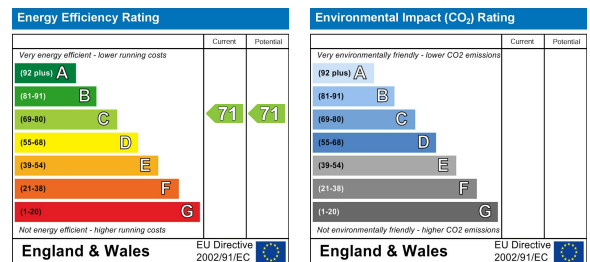 Energy Efficiency Rating
Current Potential
Very energy efficient - lower running costs
(92 plus) A
(81-91) B
(69-80) C
71 71
(55-68) D
(39-54) E
(21-38) F
(1-20) G
Not energy efficient - higher running costs
England & Wales
EU Directive
2002/91/EC
Environmental Impact (CO₂) Rating
Current Potential
Very environmentally friendly - lower CO2 emissions
(92 plus) A
(81-91) B
(69-80) C
(55-68) D
(39-54) E
(21-38) F
(1-20) G
Not environmentally friendly - higher CO2 emissions
England & Wales
EU Directive
2002/91/EC